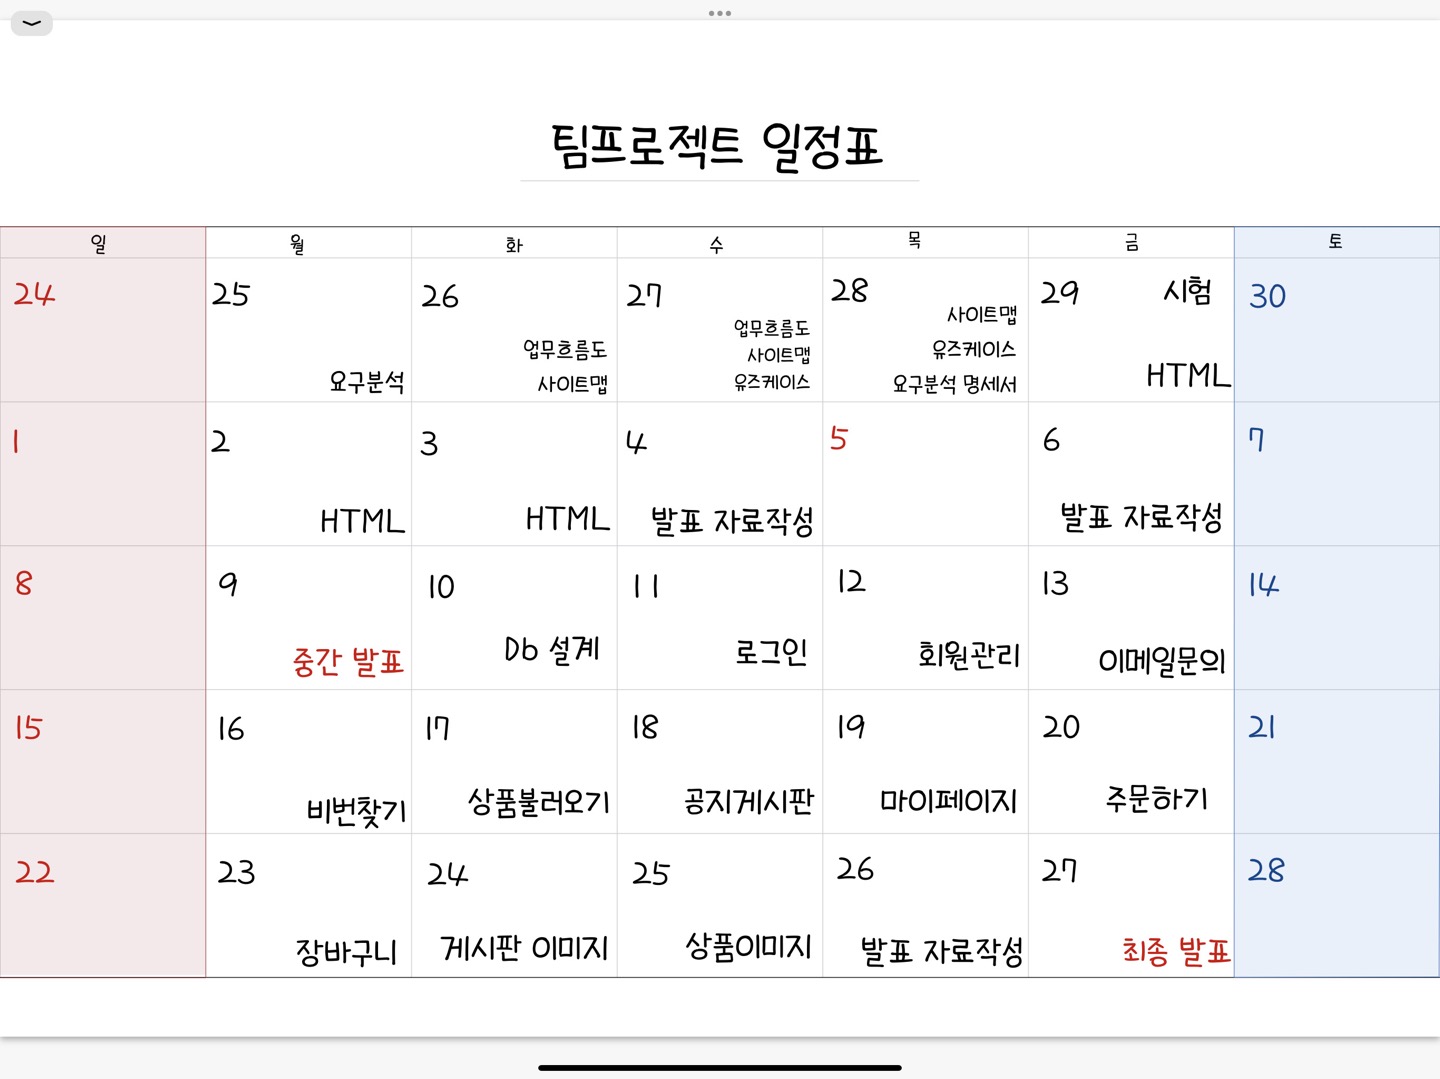 팀프로젝트 일정표
일 월 화 수 목 금 토
24
25
요구분석
26
업무흐름도
사이트맵
27
업무흐름도
사이트맵
유즈케이스
28
사이트맵
유즈케이스
요구분석 명세서
29 시험
HTML
30
1
2
HTML
3
HTML
4
발표 자료작성
5
6
발표 자료작성
7
8
9
중간 발표
10
Db 설계
11
로그인
12
회원관리
13
이메일문의
14
15
16
비번찾기
17
상품불러오기
18
공지게시판
19
마이페이지
20
주문하기
21
22
23
장바구니
24
게시판 이미지
25
상품이미지
26
발표 자료작성
27
최종 발표
28